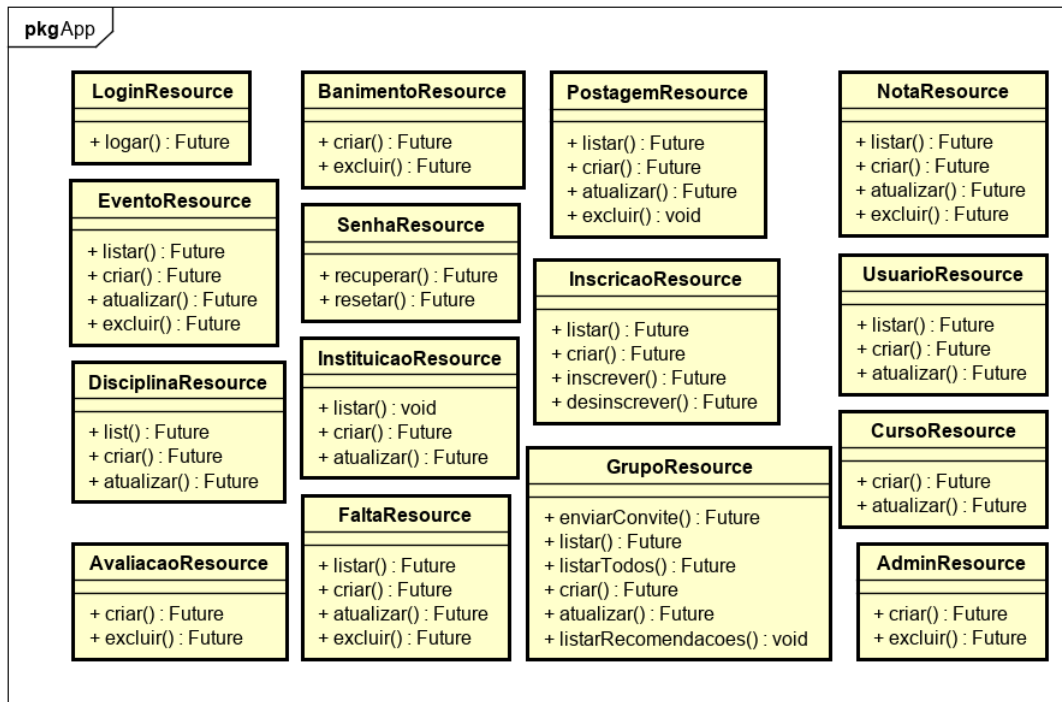 pkg App
LoginResource
+ logar() : Future
BanimentoResource
+ criar() : Future
+ excluir() : Future
PostagemResource
+ listar() : Future
+ criar() : Future
+ atualizar() : Future
+ excluir() : void
NotaResource
+ listar() : Future
+ criar() : Future
+ atualizar() : Future
+ excluir() : Future
EventoResource
+ listar() : Future
+ criar() : Future
+ atualizar() : Future
+ excluir() : Future
SenhaResource
+ recuperar() : Future
+ resetar() : Future
InscricaoResource
+ listar() : Future
+ criar() : Future
+ inscrever() : Future
+ desinscrever() : Future
UsuarioResource
+ listar() : Future
+ criar() : Future
+ atualizar() : Future
DisciplinaResource
+ list() : Future
+ criar() : Future
+ atualizar() : Future
InstituicaoResource
+ listar() : void
+ criar() : Future
+ atualizar() : Future
GrupoResource
+ enviarConvite() : Future
+ listar() : Future
+ listarTodos() : Future
+ criar() : Future
+ atualizar() : Future
+ listarRecomendacoes() : void
CursoResource
+ criar() : Future
+ atualizar() : Future
AvaliacaoResource
+ criar() : Future
+ excluir() : Future
FaltaResource
+ listar() : Future
+ criar() : Future
+ atualizar() : Future
+ excluir() : Future
AdminResource
+ criar() : Future
+ excluir() : Future